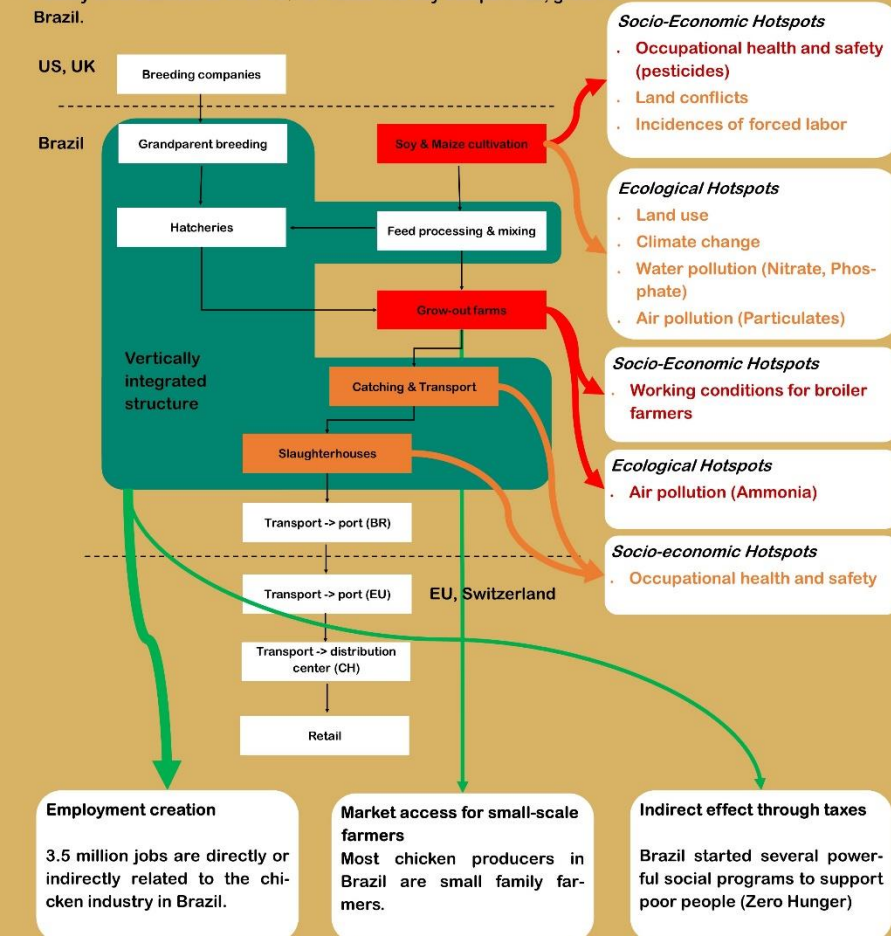 Brazil.
US, UK
Breeding companies
Brazil
Grandparent breeding
Soy & Maize cultivation
Hatcheries
Feed processing & mixing
Grow-out farms
Vertically
integrated
structure
Catching & Transport
Slaughterhouses
Transport -> port (BR)
Transport -> port (EU)
EU, Switzerland
Transport -> distribution
center (CH)
Retail
Socio-Economic Hotspots
. Occupational health and safety
(pesticides)
. Land conflicts
. Incidences of forced labor
Ecological Hotspots
. Land use
. Climate change
. Water pollution (Nitrate, Phos-
phate)
. Air pollution (Particulates)
Socio-Economic Hotspots
. Working conditions for broiler
farmers
Ecological Hotspots
. Air pollution (Ammonia)
Socio-economic Hotspots
. Occupational health and safety
Employment creation
3.5 million jobs are directly or
indirectly related to the chi-
cken industry in Brazil.
Market access for small-scale
farmers
Most chicken producers in
Brazil are small family far-
mers.
Indirect effect through taxes
Brazil started several power-
ful social programs to support
poor people (Zero Hunger)